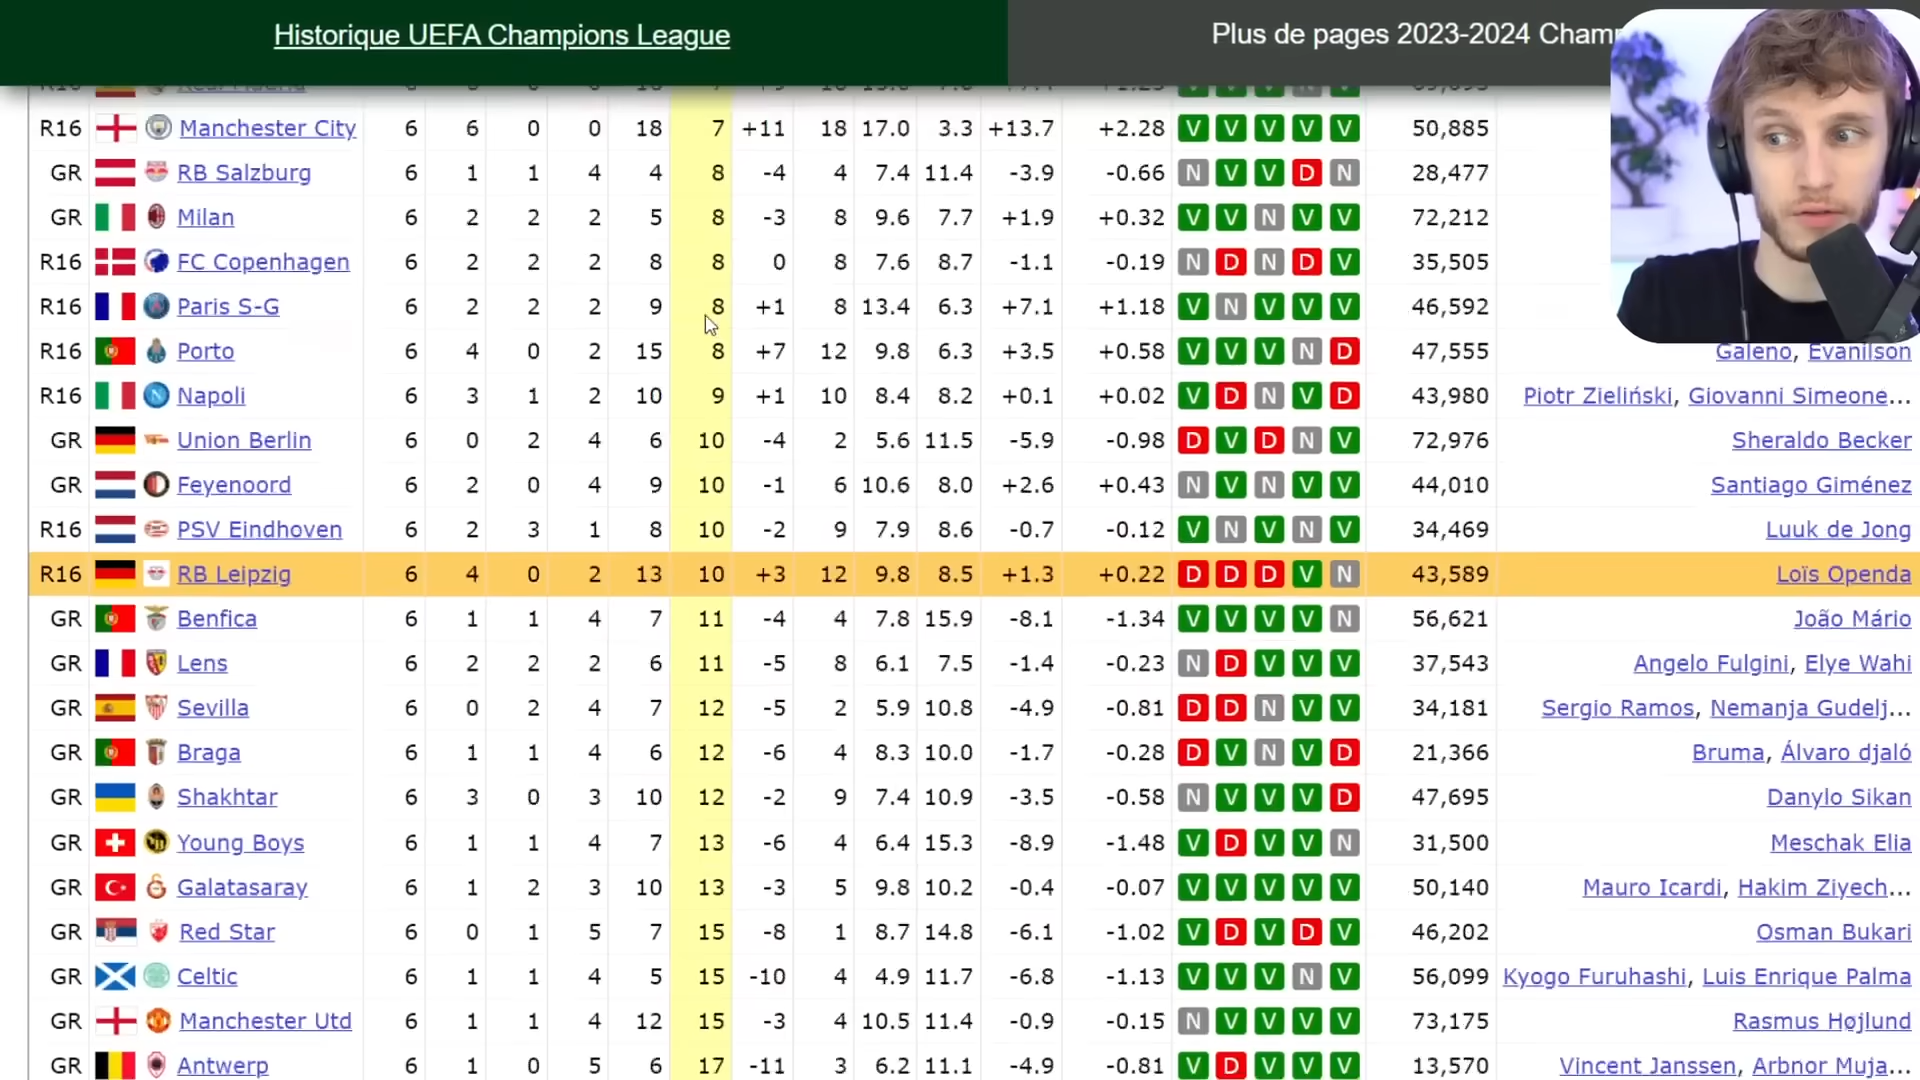 Historique UEFA Champions League
Plus de pages 2023-2024 Champ
R16 Manchester City 6 6 0 0 18 7 +11 18 17.0 3.3 +13.7 +2.28 V V V V V 50,885
GR RB Salzburg 6 1 1 4 4 8 -4 4 7.4 11.4 -3.9 -0.66 N V V D N 28,477
GR Milan 6 2 2 2 5 8 -3 8 9.6 7.7 +1.9 +0.32 V V N V V 72,212
R16 FC Copenhagen 6 2 2 2 8 8 0 8 7.6 8.7 -1.1 -0.19 N D N D V 35,505
R16 Paris S-G 6 2 2 2 9 8 +1 8 13.4 6.3 +7.1 +1.18 V N V V V 46,592
R16 Porto 6 4 0 2 15 8 +7 12 9.8 6.3 +3.5 +0.58 V V V N D 47,555 Galeno, Evanilson
R16 Napoli 6 3 1 2 10 9 +1 10 8.4 8.2 +0.1 +0.02 V D N V D 43,980 Piotr Zieliński, Giovanni Simeone...
GR Union Berlin 6 0 2 4 6 10 -4 2 5.6 11.5 -5.9 -0.98 D V D N V 72,976 Sheraldo Becker
GR Feyenoord 6 2 0 4 9 10 -1 6 10.6 8.0 +2.6 +0.43 N V N V V 44,010 Santiago Giménez
R16 PSV Eindhoven 6 2 3 1 8 10 -2 9 7.9 8.6 -0.7 -0.12 V N V N V 34,469 Luuk de Jong
R16 RB Leipzig 6 4 0 2 13 10 +3 12 9.8 8.5 +1.3 +0.22 D D D V N 43,589 Loïs Openda
GR Benfica 6 1 1 4 7 11 -4 4 7.8 15.9 -8.1 -1.34 V V V V N 56,621 João Mário
GR Lens 6 2 2 2 6 11 -5 8 6.1 7.5 -1.4 -0.23 N D V V V 37,543 Angelo Fulgini, Elye Wahi
GR Sevilla 6 0 2 4 7 12 -5 2 5.9 10.8 -4.9 -0.81 D D N V V 34,181 Sergio Ramos, Nemanja Gudelj...
GR Braga 6 1 1 4 6 12 -6 4 8.3 10.0 -1.7 -0.28 D V N V D 21,366 Bruma, Álvaro djaló
GR Shakhtar 6 3 0 3 10 12 -2 9 7.4 10.9 -3.5 -0.58 N V V V D 47,695 Danylo Sikan
GR Young Boys 6 1 1 4 7 13 -6 4 6.4 15.3 -8.9 -1.48 V D V V N 31,500 Meschak Elia
GR Galatasaray 6 1 2 3 10 13 -3 5 9.8 10.2 -0.4 -0.07 V V V V V 50,140 Mauro Icardi, Hakim Ziyech...
GR Red Star 6 0 1 5 7 15 -8 1 8.7 14.8 -6.1 -1.02 V D V D V 46,202 Osman Bukari
GR Celtic 6 1 1 4 5 15 -10 4 4.9 11.7 -6.8 -1.13 V V V N V 56,099 Kyogo Furuhashi, Luis Enrique Palma
GR Manchester Utd 6 1 1 4 12 15 -3 4 10.5 11.4 -0.9 -0.15 N V V V V 73,175 Rasmus Højlund
GR Antwerp 6 1 0 5 6 17 -11 3 6.2 11.1 -4.9 -0.81 V D V V V 13,570 Vincent Janssen, Arbnor Muja...